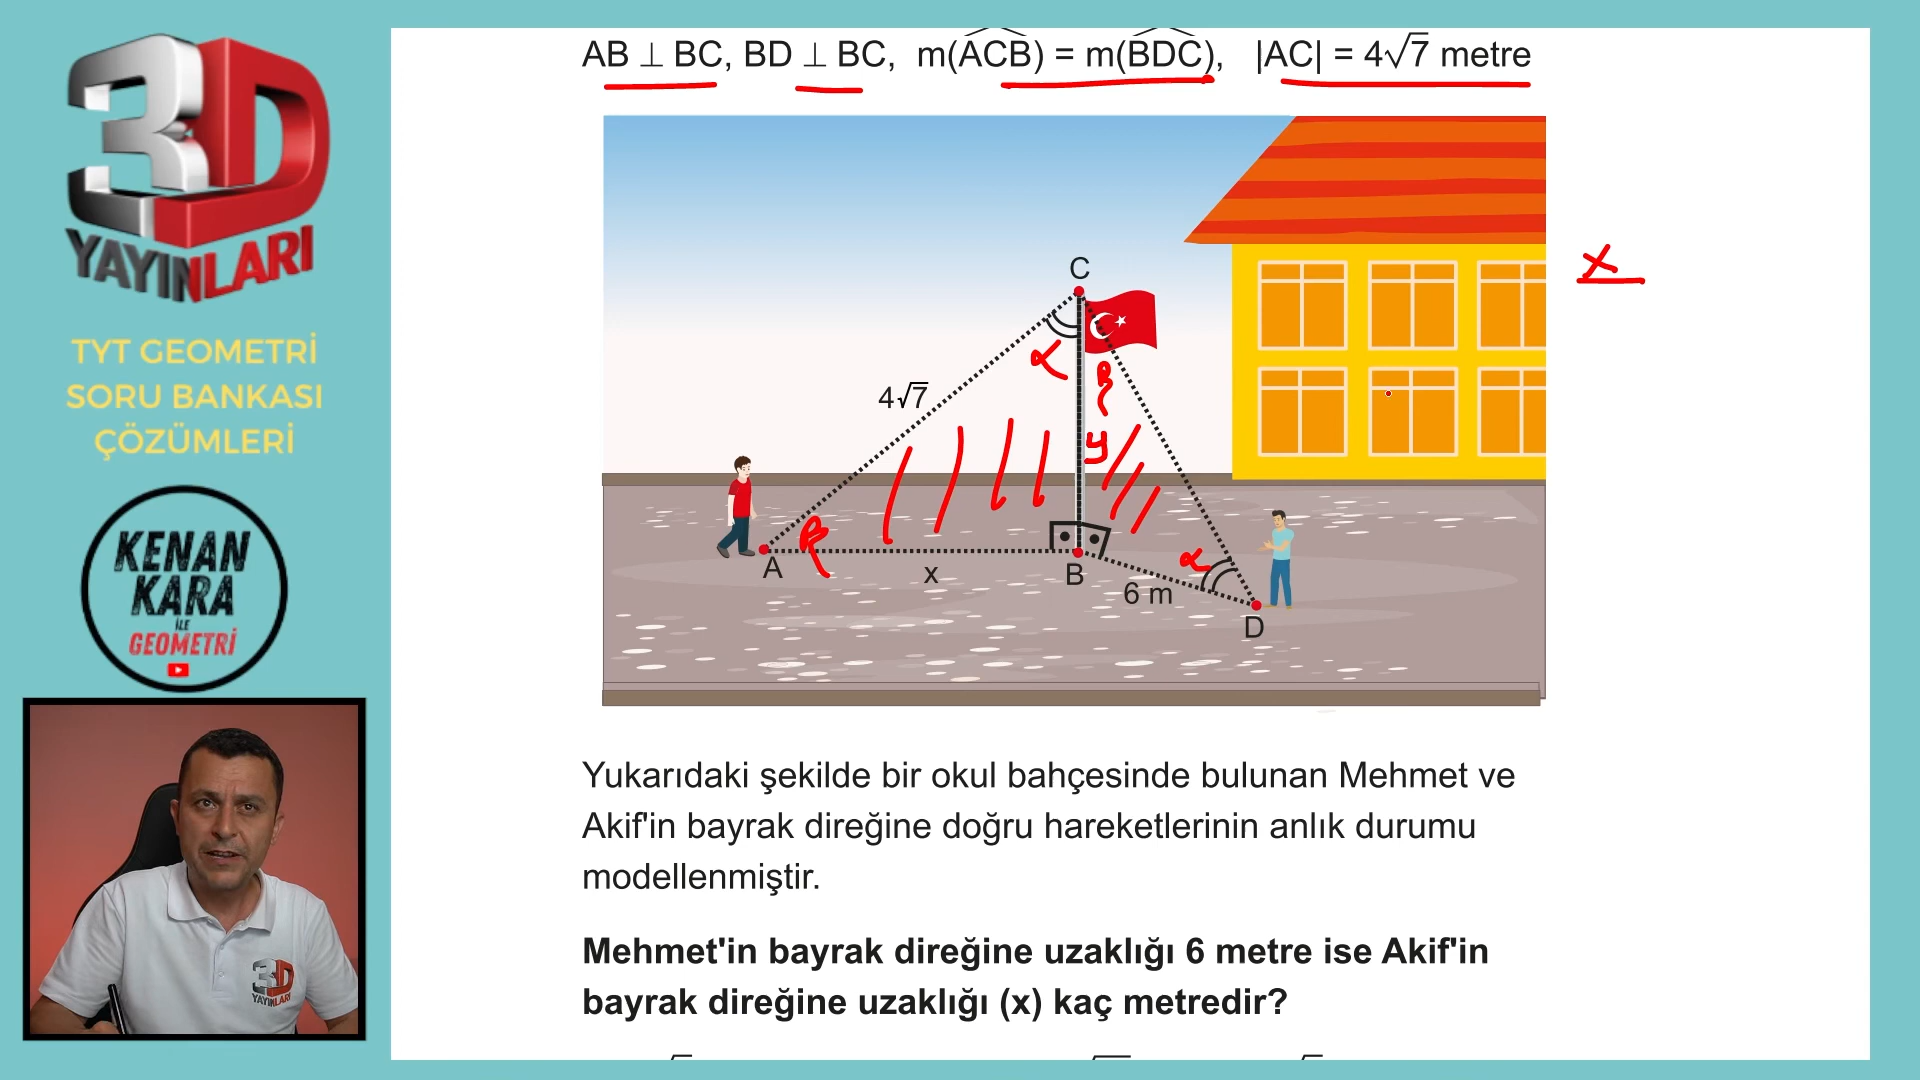 AB ⊥ BC, BD ⊥ BC, m(ACB) = m(BDC), |AC| = 4√7 metre
3D
YAYINLARI
TYT GEOMETRİ
SORU BANKASI
ÇÖZÜMLERİ
KENAN
KARA
İLE
GEOMETRİ
x
C
α
β
4√7
y
β
A
x
B
α
6 m
D
Yukarıdaki şekilde bir okul bahçesinde bulunan Mehmet ve
Akif'in bayrak direğine doğru hareketlerinin anlık durumu
modellenmiştir.
Mehmet'in bayrak direğine uzaklığı 6 metre ise Akif'in
bayrak direğine uzaklığı (x) kaç metredir?
3D
YAYINLARI